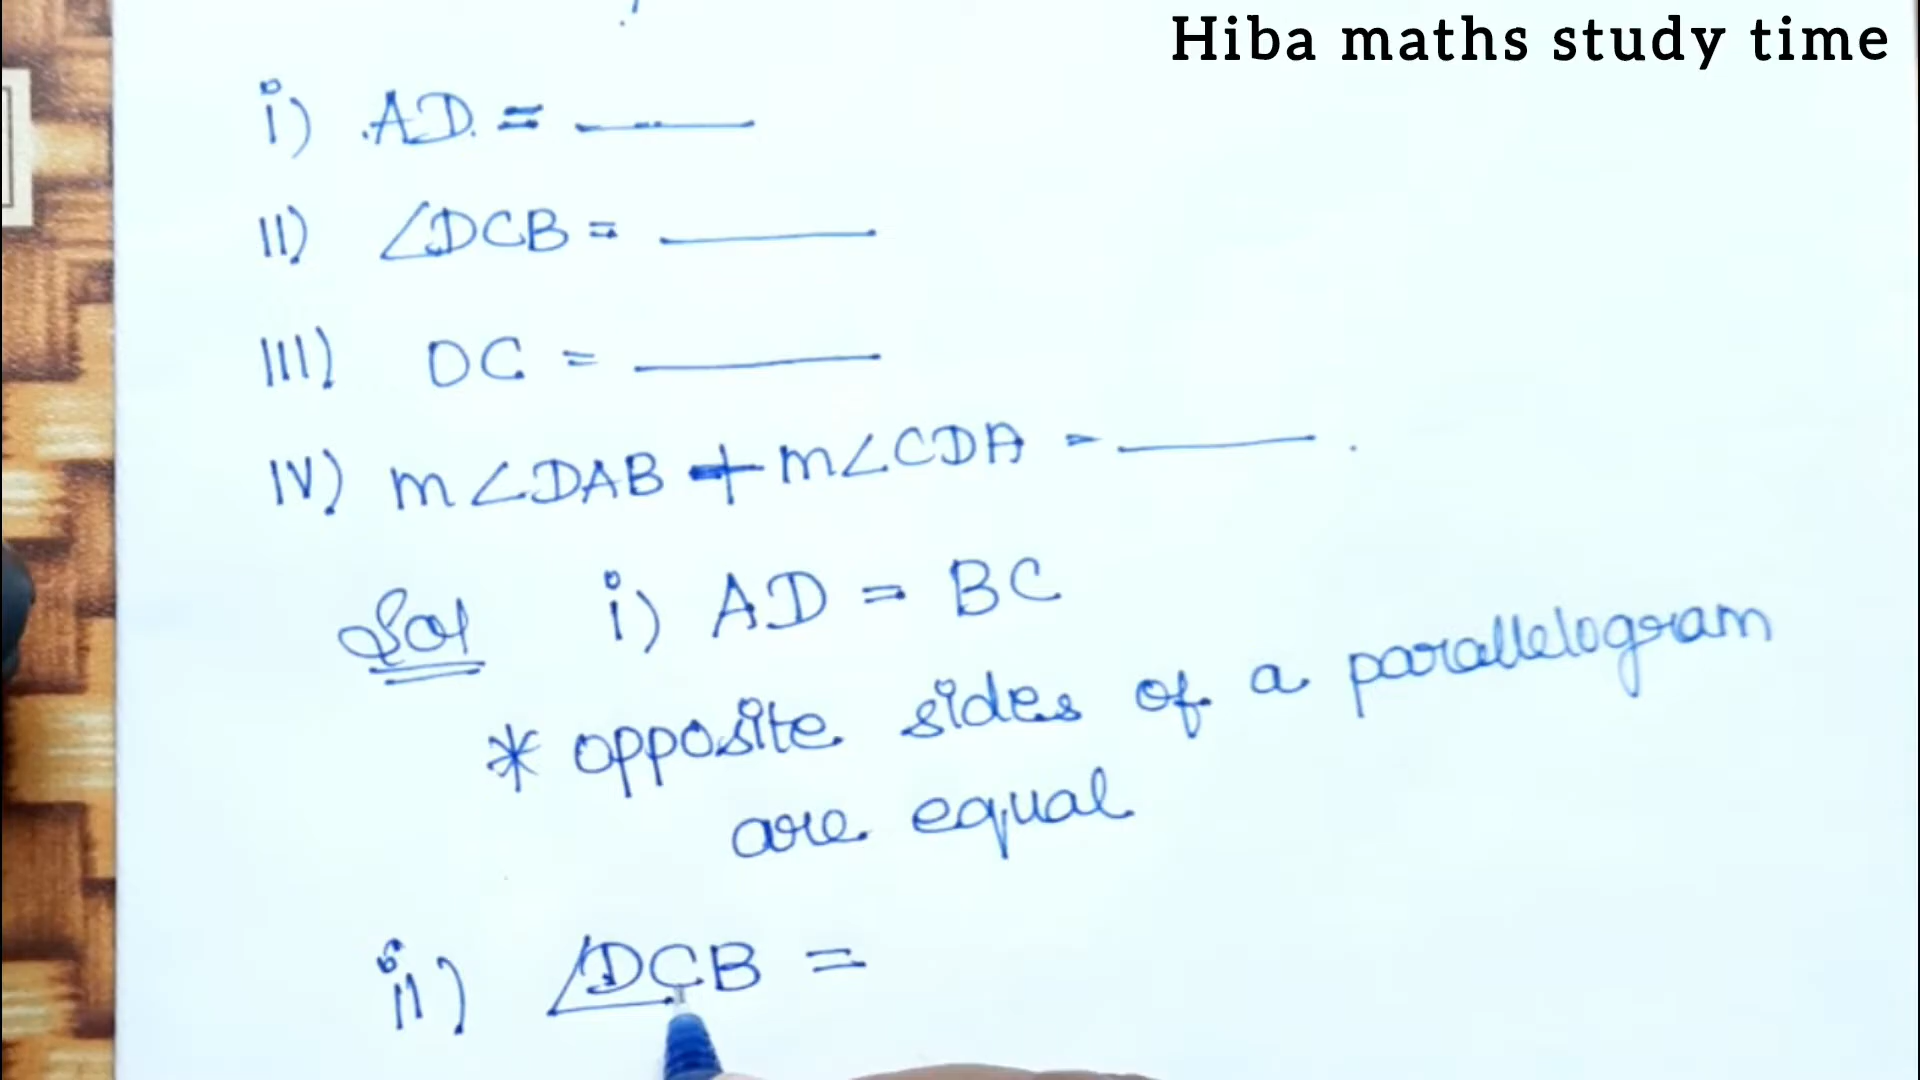 Hiba maths study time
i) AD = ____
II) ∠DCB = ____
III) OC = ____
IV) m∠DAB + m∠CDA = ____.
Sol i) AD = BC
* opposite sides of a parallelogram
are equal
ii) ∠DCB =